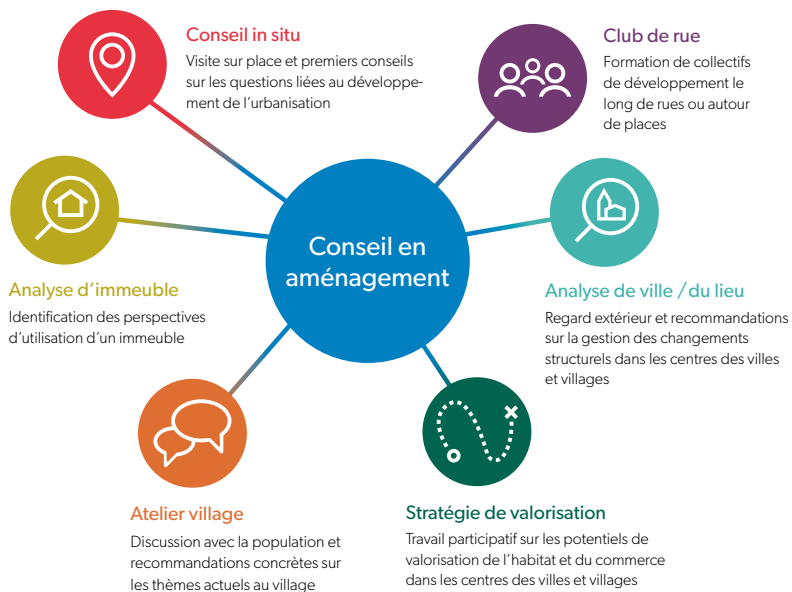 Conseil in situ
Visite sur place et premiers conseils
sur les questions liées au développe-
ment de l'urbanisation
Club de rue
Formation de collectifs
de développement le
long de rues ou autour
de places
Conseil en
aménagement
Analyse d'immeuble
Identification des perspectives
d'utilisation d'un immeuble
Analyse de ville / du lieu
Regard extérieur et recommandations
sur la gestion des changements
structurels dans les centres des villes
et villages
Atelier village
Discussion avec la population et
recommandations concrètes sur
les thèmes actuels au village
Stratégie de valorisation
Travail participatif sur les potentiels de
valorisation de l'habitat et du commerce
dans les centres des villes et villages